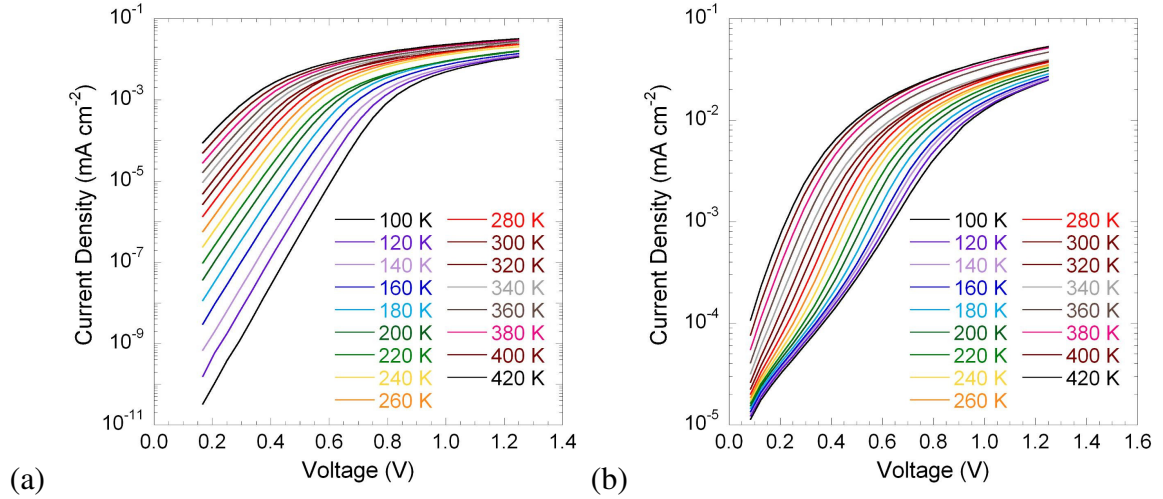 (a)
Current Density (mA cm⁻²)
10⁻¹
10⁻³
10⁻⁵
10⁻⁷
10⁻⁹
10⁻¹¹
100 K 280 K
120 K 300 K
140 K 320 K
160 K 340 K
180 K 360 K
200 K 380 K
220 K 400 K
240 K 420 K
260 K
0.0 0.2 0.4 0.6 0.8 1.0 1.2 1.4
Voltage (V)
(b)
Current Density (mA cm⁻²)
10⁻¹
10⁻²
10⁻³
10⁻⁴
10⁻⁵
100 K 280 K
120 K 300 K
140 K 320 K
160 K 340 K
180 K 360 K
200 K 380 K
220 K 400 K
240 K 420 K
260 K
0.0 0.2 0.4 0.6 0.8 1.0 1.2 1.4 1.6
Voltage (V)